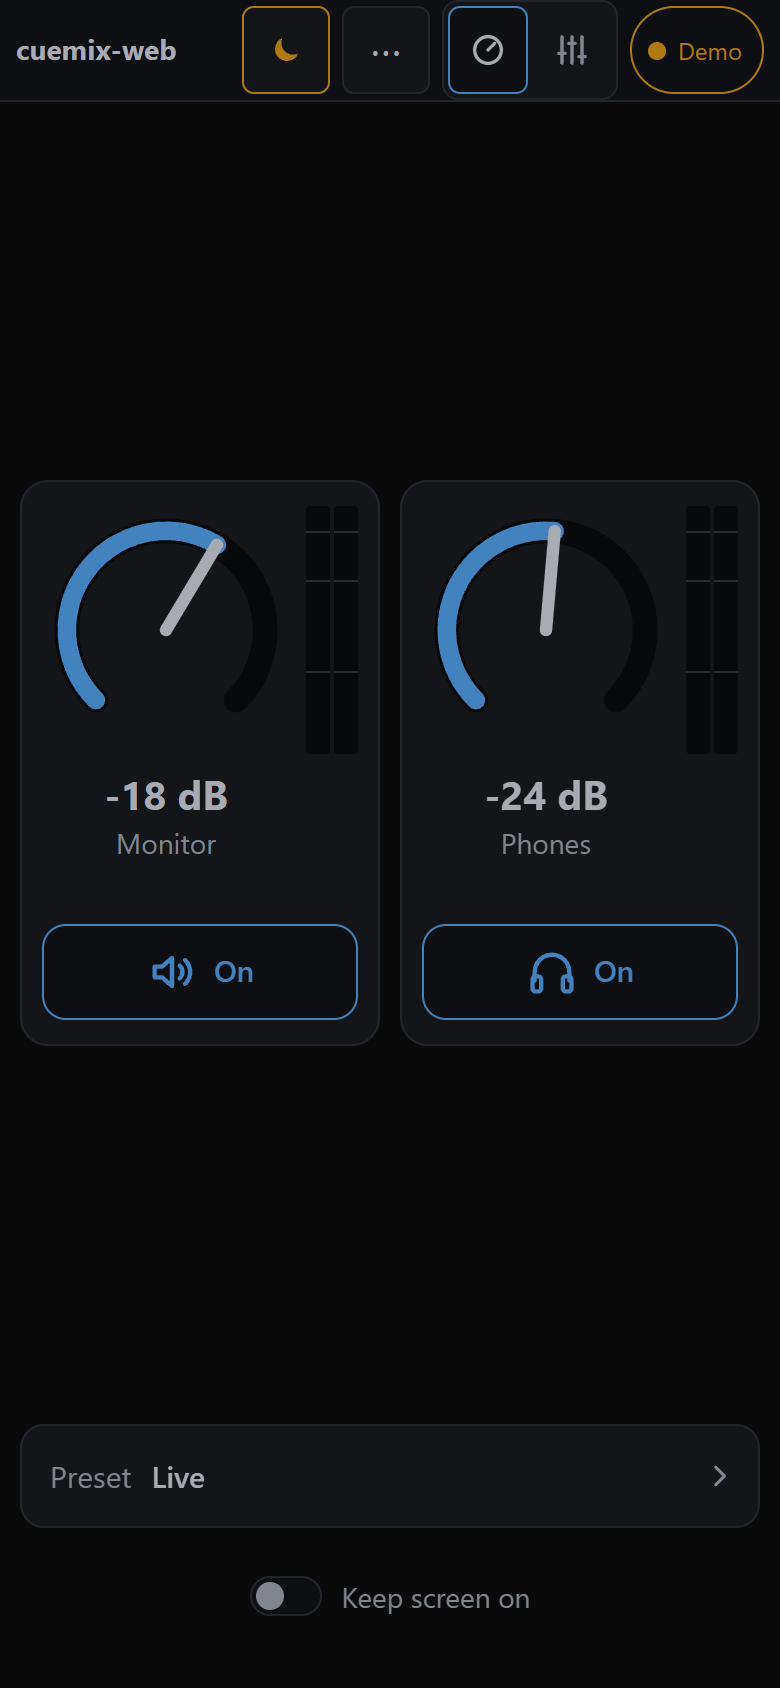 cuemix-web ... Demo
-18 dB
Monitor
-24 dB
Phones
On
On
Preset Live
Keep screen on